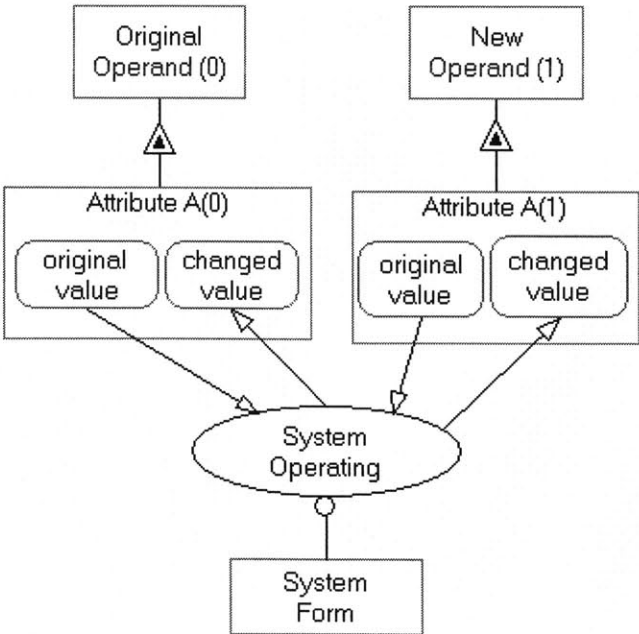 Original
Operand (0)
New
Operand (1)
Attribute A(0)
original
value
changed
value
Attribute A(1)
original
value
changed
value
System
Operating
System
Form